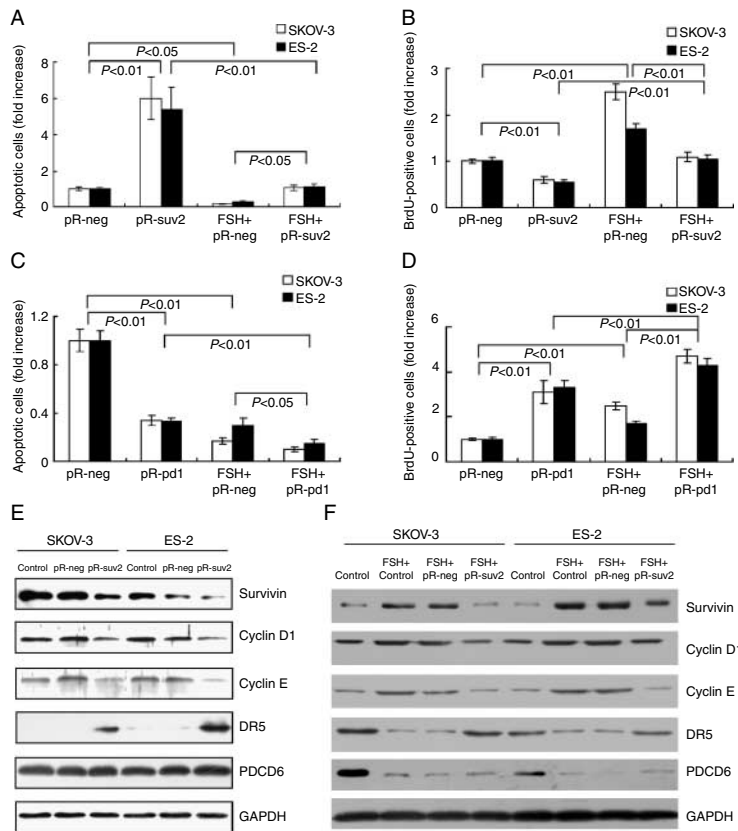 A
Apoptotic cells (fold increase)
SKOV-3
ES-2
P<0.05
P<0.01
P<0.01
P<0.05
8
6
4
2
0
pR-neg
pR-suv2
FSH+
pR-neg
FSH+
pR-suv2
B
BrdU-positive cells (fold increase)
SKOV-3
ES-2
P<0.01
P<0.01
P<0.01
P<0.01
3
2
1
0
pR-neg
pR-suv2
FSH+
pR-neg
FSH+
pR-suv2
C
Apoptotic cells (fold increase)
SKOV-3
ES-2
P<0.01
P<0.01
P<0.01
P<0.05
1.2
0.8
0.4
0
pR-neg
pR-pd1
FSH+
pR-neg
FSH+
pR-pd1
D
BrdU-positive cells (fold increase)
SKOV-3
ES-2
P<0.01
P<0.01
P<0.01
P<0.01
6
4
2
0
pR-neg
pR-pd1
FSH+
pR-neg
FSH+
pR-pd1
E
SKOV-3
ES-2
Control pR-neg pR-suv2 Control pR-neg pR-suv2
Survivin
Cyclin D1
Cyclin E
DR5
PDCD6
GAPDH
F
SKOV-3
ES-2
Control
FSH+
Control
FSH+
pR-neg
FSH+
pR-suv2
Control
FSH+
Control
FSH+
pR-neg
FSH+
pR-suv2
Survivin
Cyclin D1
Cyclin E
DR5
PDCD6
GAPDH